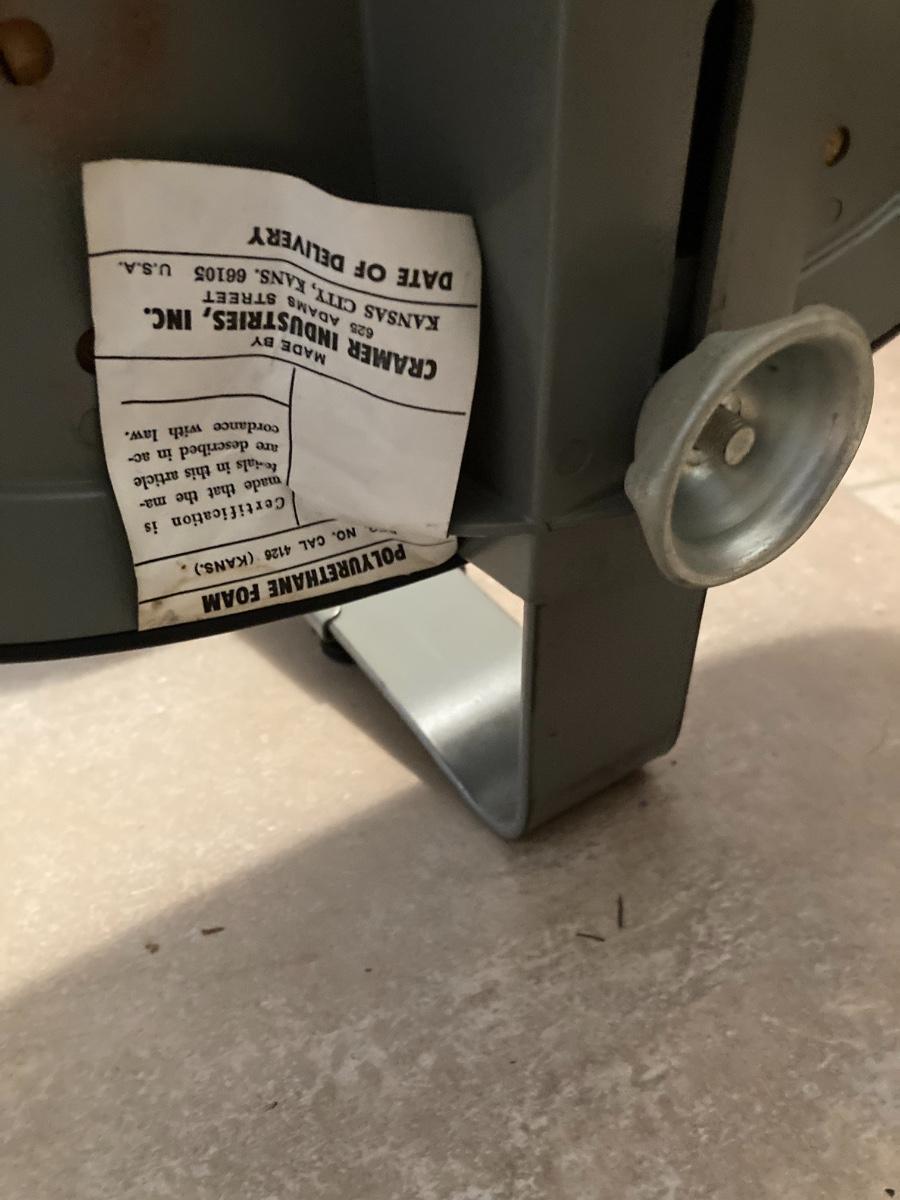 POLYURETHANE FOAM
NO. CAL 4126 (KANS.)
Certification is
made that the ma-
terials in this article
are described in ac-
cordance with law.
MADE BY
CRAMER INDUSTRIES, INC.
625 ADAMS STREET
KANSAS CITY, KANS. 66105 U.S.A.
DATE OF DELIVERY